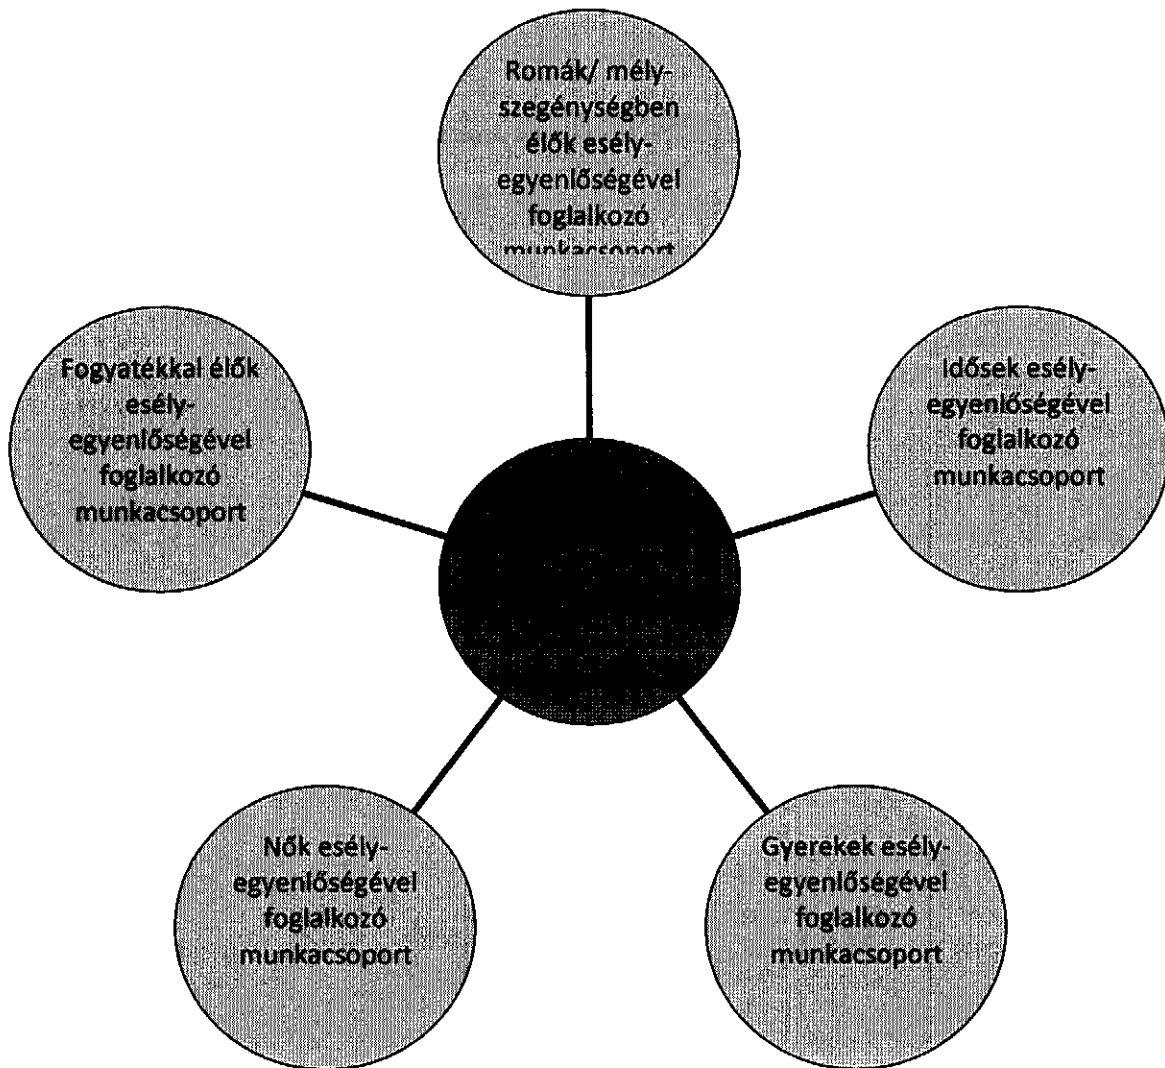 Romák/ mély-
szegénységben
élők esély-
egyenlőségével
foglalkozó
munkacsoport
Fogyatékkal élők
esély-
egyenlőségével
foglalkozó
munkacsoport
Idősek esély-
egyenlőségével
foglalkozó
munkacsoport
Nők esély-
egyenlőségével
foglalkozó
munkacsoport
Gyerekek esély-
egyenlőségével
foglalkozó
munkacsoport